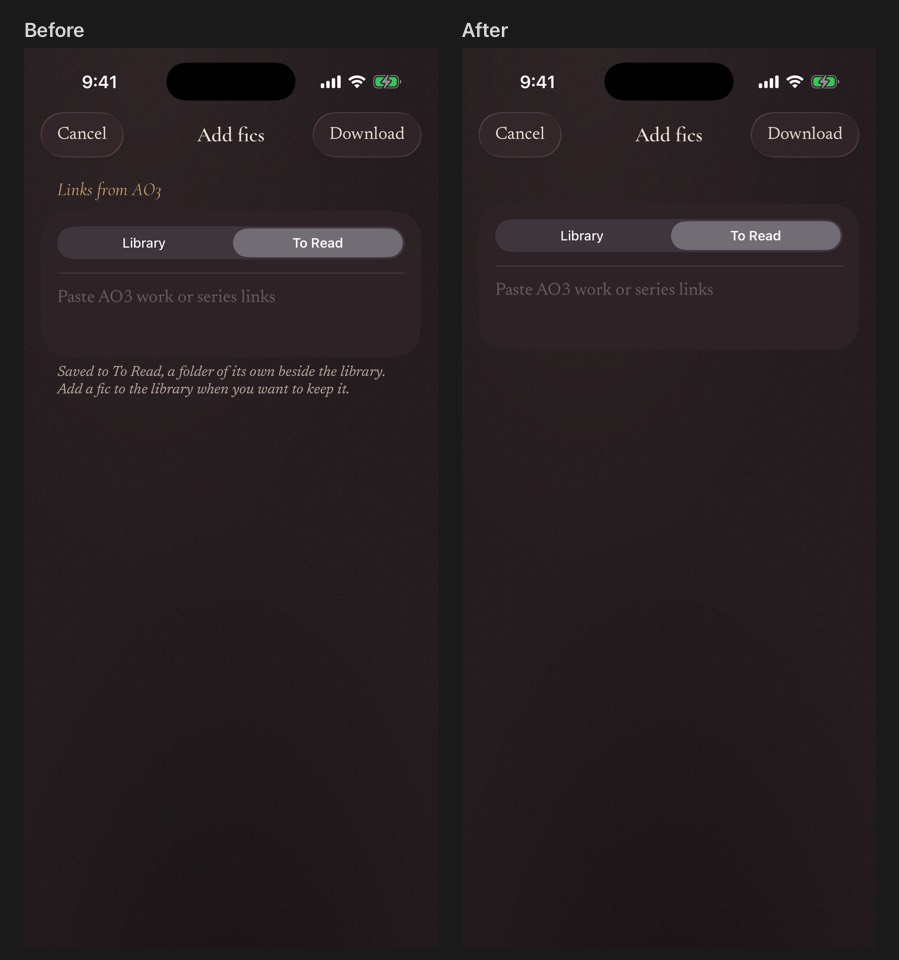 Before
9:41
Cancel
Add fics
Download
Links from AO3
Library
To Read
Paste AO3 work or series links
Saved to To Read, a folder of its own beside the library.
Add a fic to the library when you want to keep it.
After
9:41
Cancel
Add fics
Download
Library
To Read
Paste AO3 work or series links